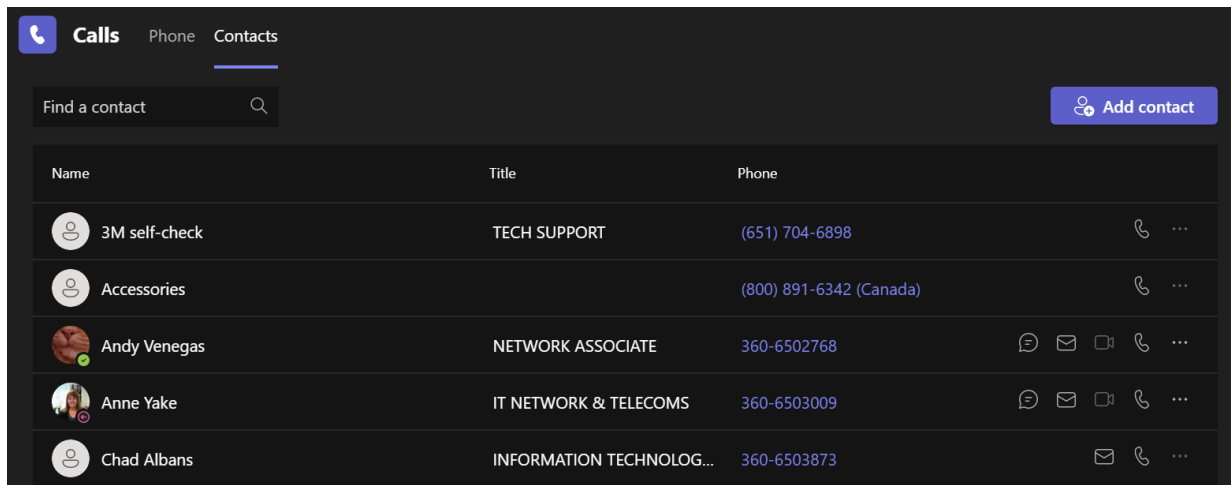 Calls Phone Contacts
Find a contact
Add contact
Name Title Phone
3M self-check TECH SUPPORT (651) 704-6898
Accessories (800) 891-6342 (Canada)
Andy Venegas NETWORK ASSOCIATE 360-6502768
Anne Yake IT NETWORK & TELECOMS 360-6503009
Chad Albans INFORMATION TECHNOLOG... 360-6503873